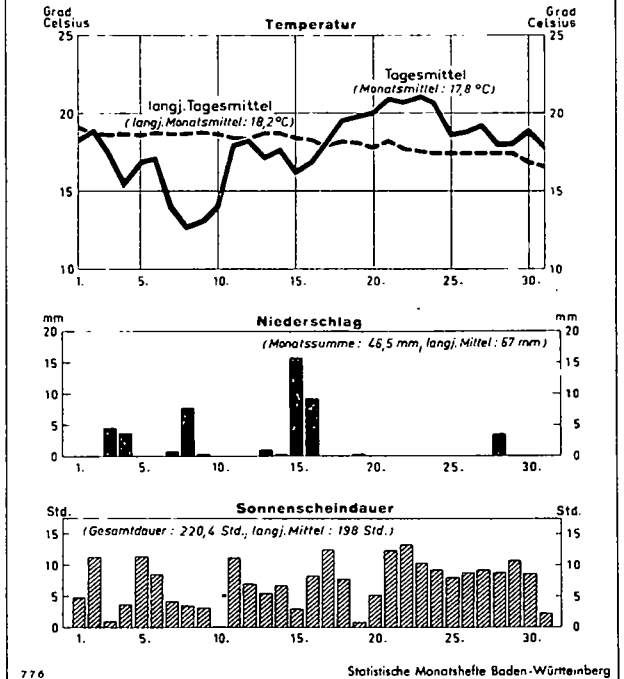 Grad Celsius Temperatur Grad Celsius
25 25
Tagesmittel
(Monatsmittel: 17,8 °C)
langj. Tagesmittel
(langj. Monatsmittel: 18,2 °C)
20 20
15 15
10 10
1. 5. 10. 15. 20. 25. 30.
mm Niederschlag mm
20 20
(Monatssumme: 46,5 mm, langj. Mittel: 67 mm)
15 15
10 10
5 5
0 0
1. 5. 10. 15. 20. 25. 30.
Std. Sonnenscheindauer Std.
15 15
(Gesamtdauer: 220,4 Std., langj. Mittel: 198 Std.)
10 10
5 5
0 0
1. 5. 10. 15. 20. 25. 30.
776 Statistische Monatshefte Baden-Württemberg